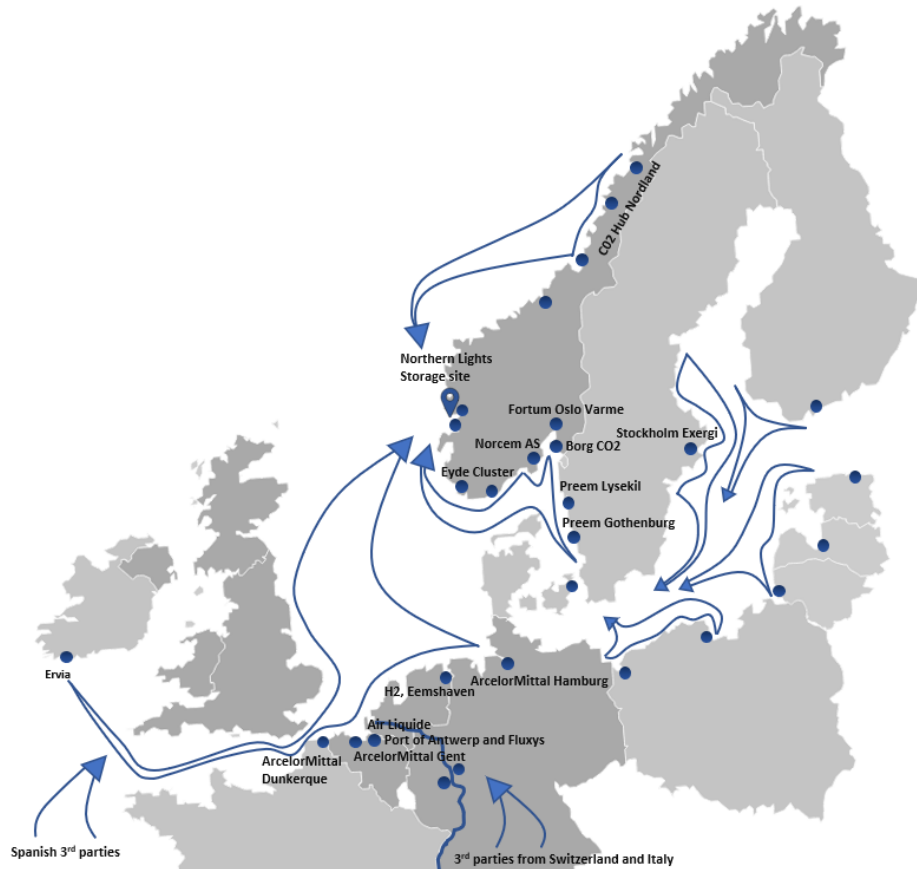 C02 Hub Nordland
Northern Lights
Storage site
Fortum Oslo Varme
Stockholm Exergi
Norcem AS
Borg CO2
Eyde Cluster
Preem Lysekil
Preem Gothenburg
Ervia
ArcelorMittal Hamburg
H2, Eemshaven
Air Liquide
Port of Antwerp and Fluxys
ArcelorMittal Gent
ArcelorMittal
Dunkerque
Spanish 3rd parties
3rd parties from Switzerland and Italy